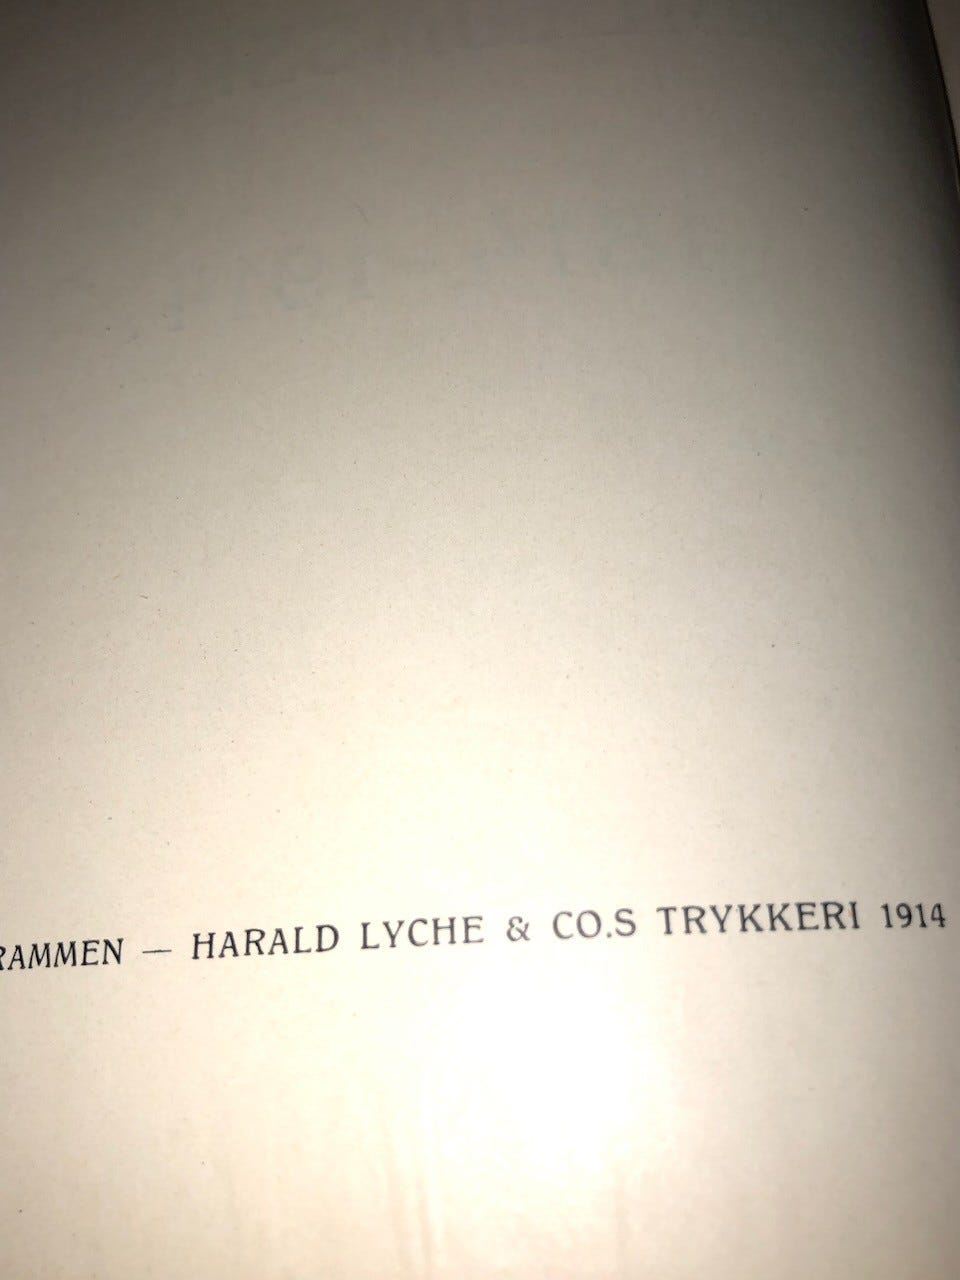 RAMMEN — HARALD LYCHE & CO.S TRYKKERI 1914